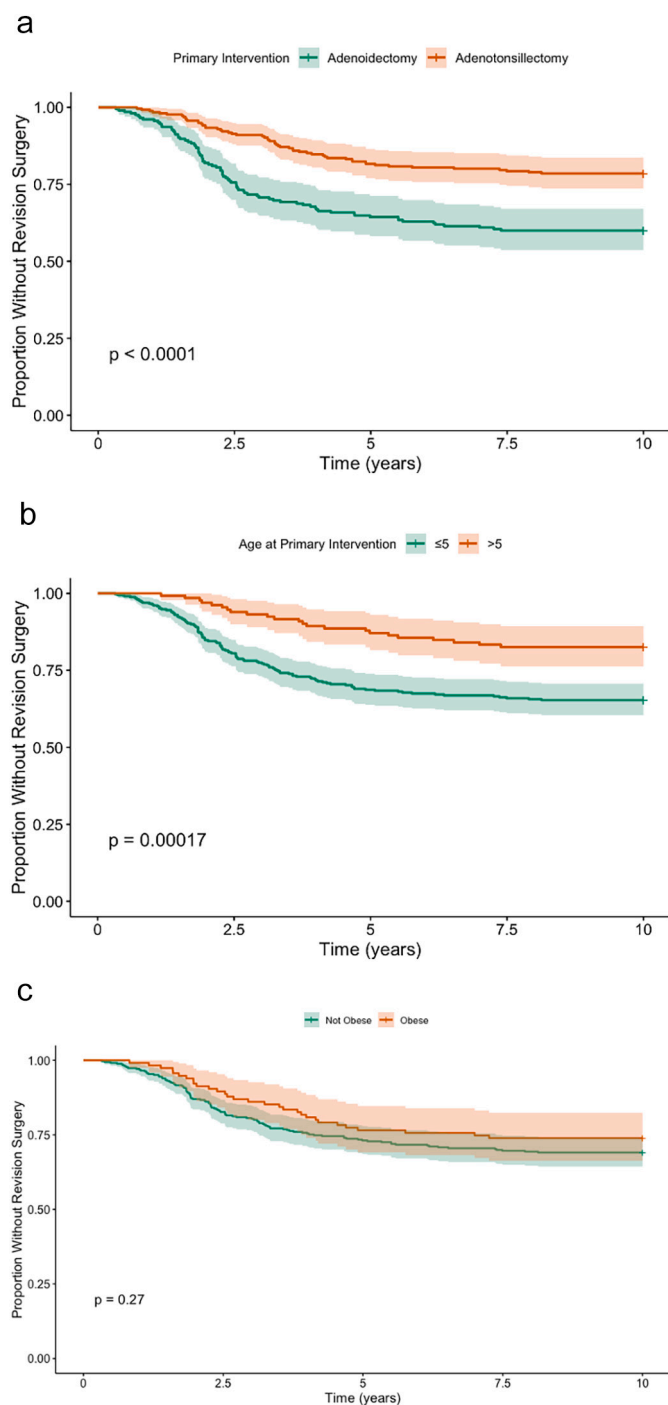 a
Primary Intervention Adenoidectomy Adenotonsillectomy
Proportion Without Revision Surgery
1.00
0.75
0.50
0.25
0.00
p < 0.0001
0 2.5 5 7.5 10
Time (years)
b
Age at Primary Intervention ≤5 >5
Proportion Without Revision Surgery
1.00
0.75
0.50
0.25
0.00
p = 0.00017
0 2.5 5 7.5 10
Time (years)
c
Not Obese Obese
Proportion Without Revision Surgery
1.00
0.75
0.50
0.25
0.00
p = 0.27
0 2.5 5 7.5 10
Time (years)